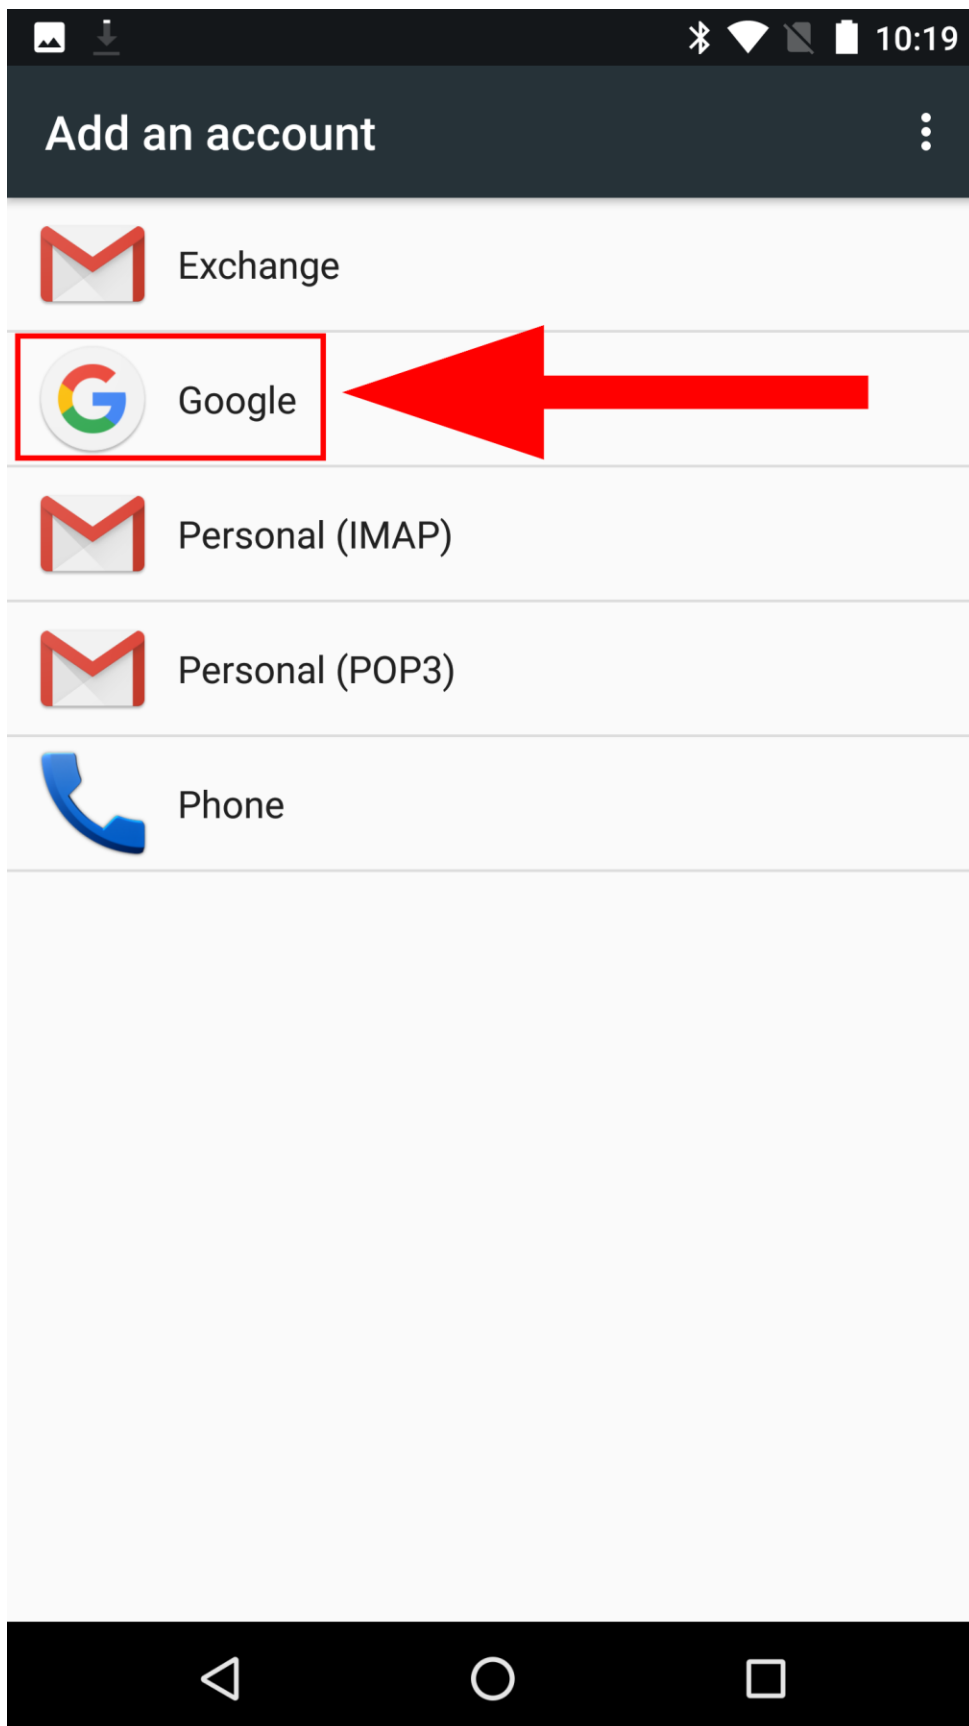 10:19
Add an account
Exchange
Google
Personal (IMAP)
Personal (POP3)
Phone